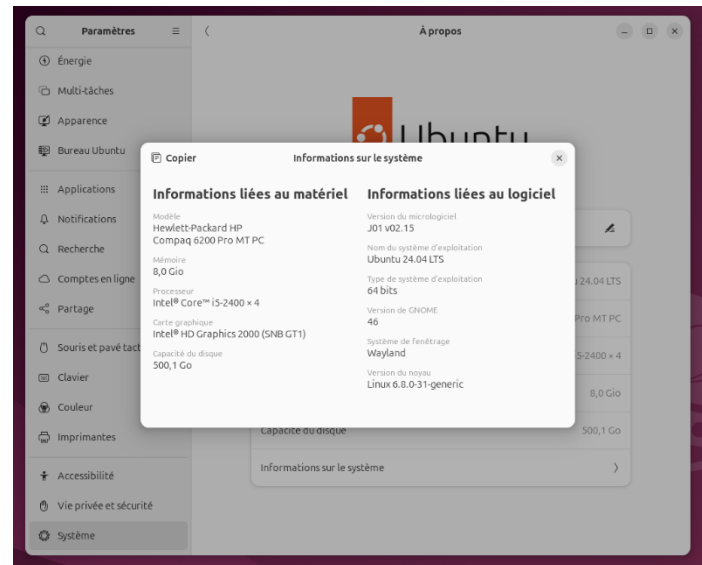 Paramètres
À propos
Énergie
Multi-tâches
Apparence
Bureau Ubuntu
Applications
Notifications
Recherche
Comptes en ligne
Partage
Souris et pavé tact
Clavier
Couleur
Imprimantes
Accessibilité
Vie privée et sécurité
Système
Ubuntu
Copier
Informations sur le système
Informations liées au matériel
Modèle
Hewlett-Packard HP
Compaq 6200 Pro MT PC
Mémoire
8,0 Gio
Processeur
Intel® Core™ i5-2400 × 4
Carte graphique
Intel® HD Graphics 2000 (SNB GT1)
Capacité du disque
500,1 Go
Informations liées au logiciel
Version du micrologiciel
J01 v02.15
Nom du système d'exploitation
Ubuntu 24.04 LTS
Type de système d'exploitation
64 bits
Version de GNOME
46
Système de fenêtrage
Wayland
Version du noyau
Linux 6.8.0-31-generic
24.04 LTS
Pro MT PC
i5-2400 × 4
8,0 Gio
Capacité du disque
500,1 Go
Informations sur le système